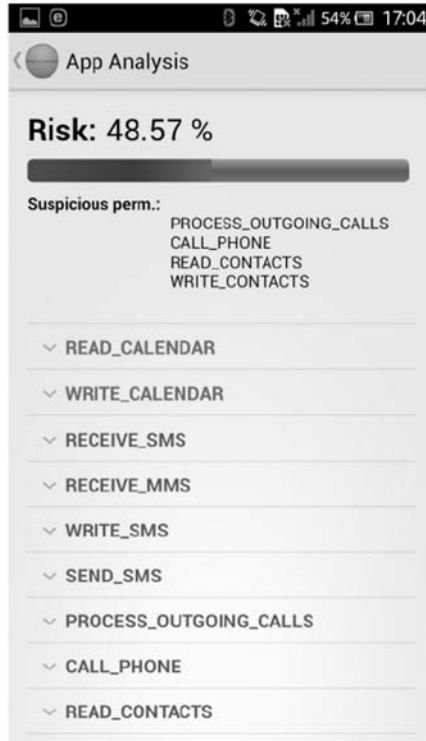 54% 17:04
App Analysis
Risk: 48.57 %
Suspicious perm.:
PROCESS_OUTGOING_CALLS
CALL_PHONE
READ_CONTACTS
WRITE_CONTACTS
READ_CALENDAR
WRITE_CALENDAR
RECEIVE_SMS
RECEIVE_MMS
WRITE_SMS
SEND_SMS
PROCESS_OUTGOING_CALLS
CALL_PHONE
READ_CONTACTS